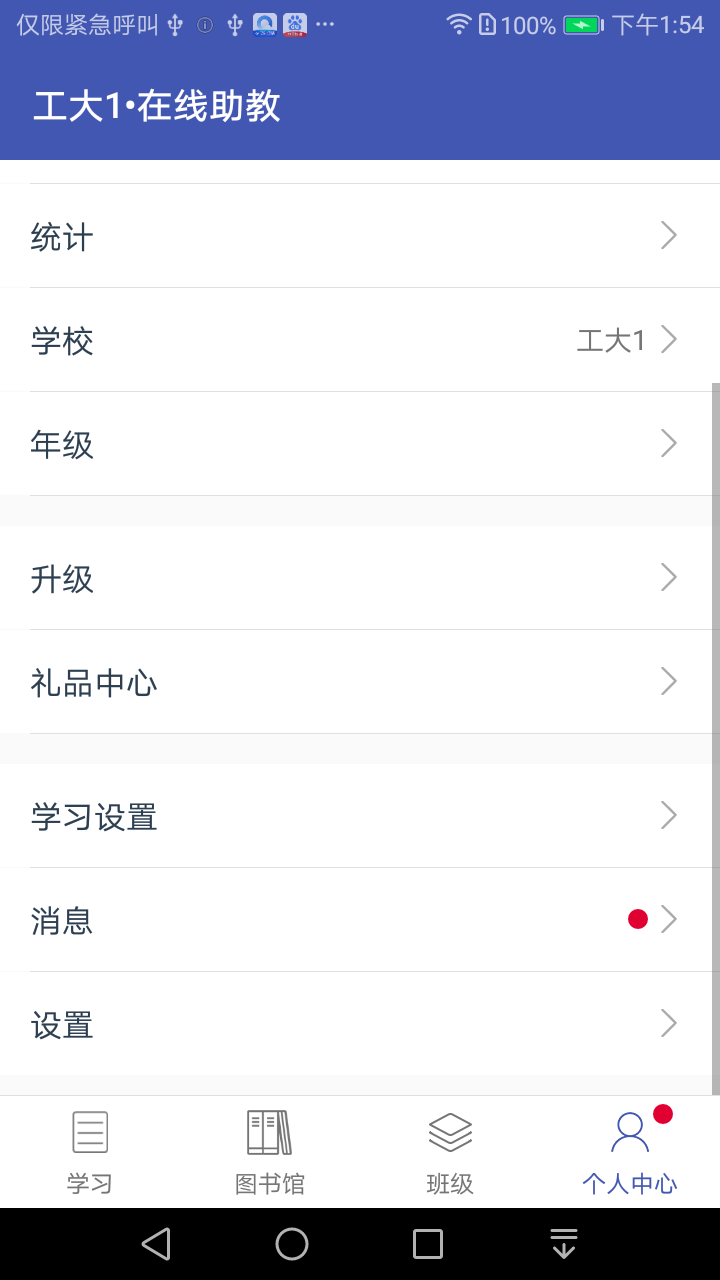 仅限紧急呼叫 100% 下午1:54
工大1•在线助教
统计
学校 工大1
年级
升级
礼品中心
学习设置
消息
设置
学习 图书馆 班级 个人中心